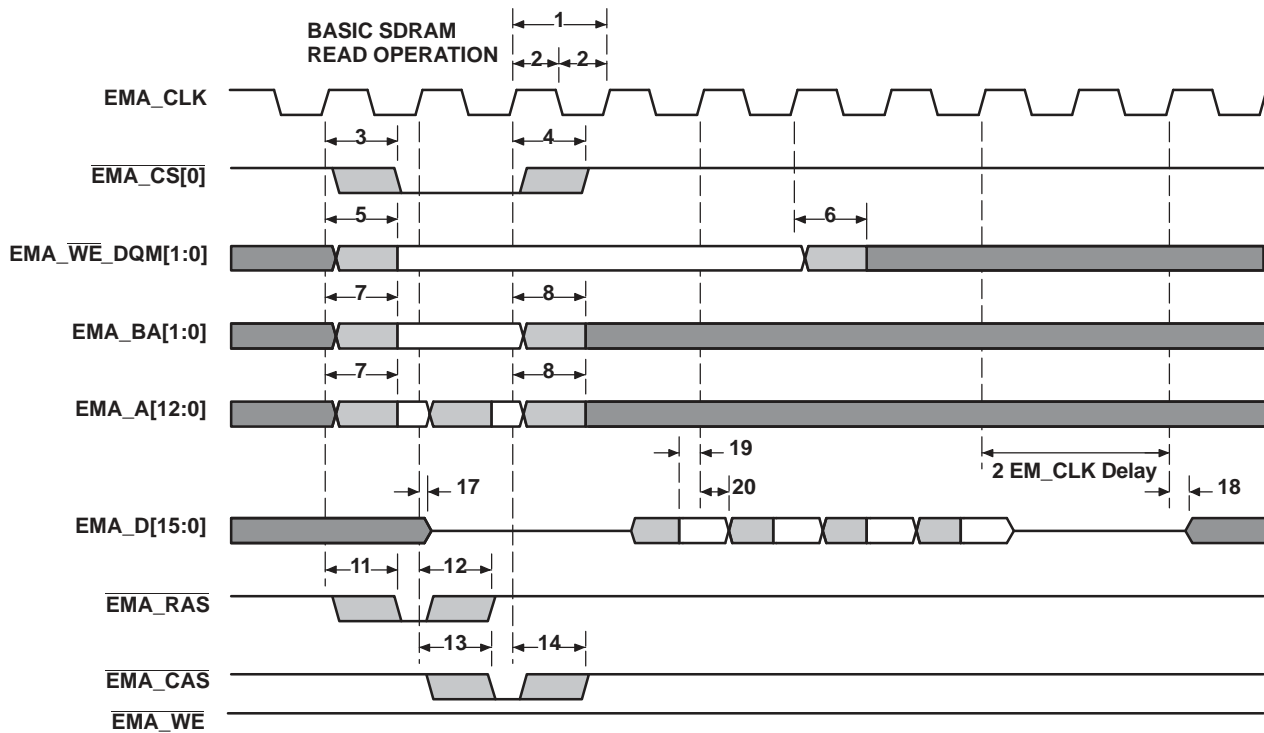 BASIC SDRAM
READ OPERATION
1
2 2
EMA_CLK
3 4
EMA_CS[0]
5 6
EMA_WE_DQM[1:0]
7 8
EMA_BA[1:0]
7 8
EMA_A[12:0]
19
2 EM_CLK Delay
17 20 18
EMA_D[15:0]
11 12
EMA_RAS
13 14
EMA_CAS
EMA_WE